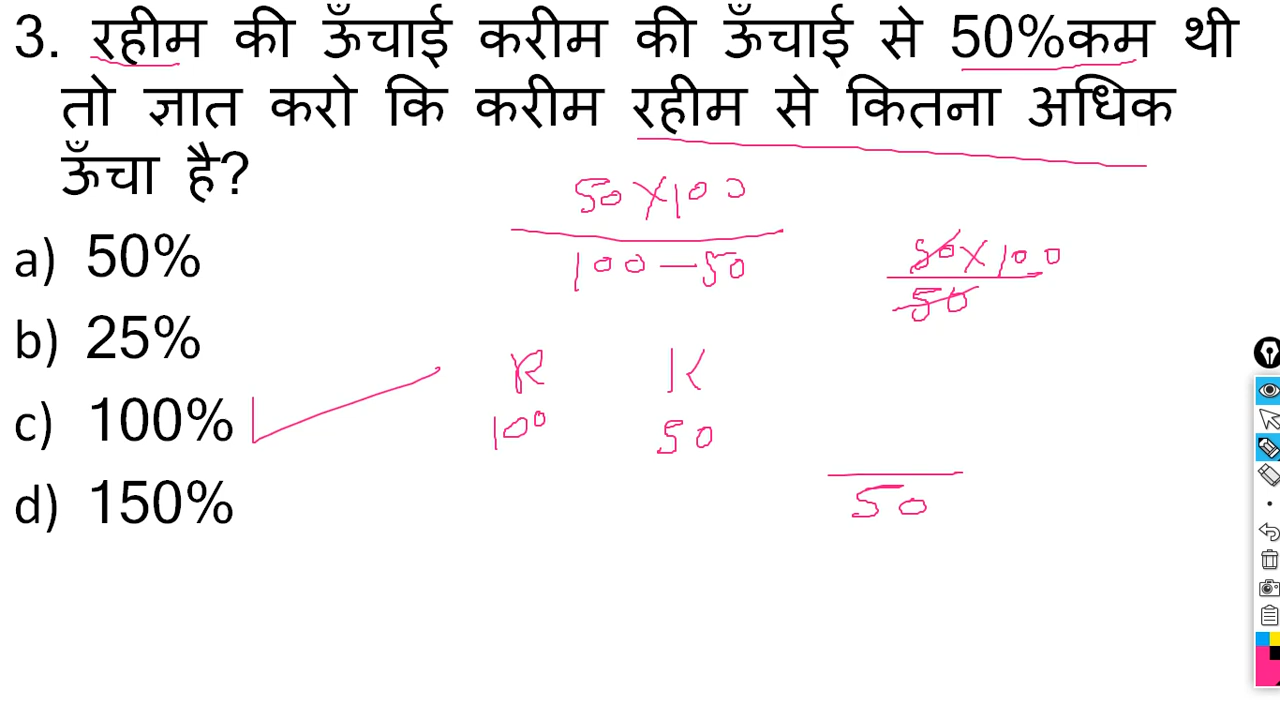 3. रहीम की ऊँचाई करीम की ऊँचाई से 50%कम थी
तो ज्ञात करो कि करीम रहीम से कितना अधिक
ऊँचा है?
50 X 100
100 — 50
50 X 100
50
a) 50%
b) 25%
c) 100%
d) 150%
R K
100 50
50